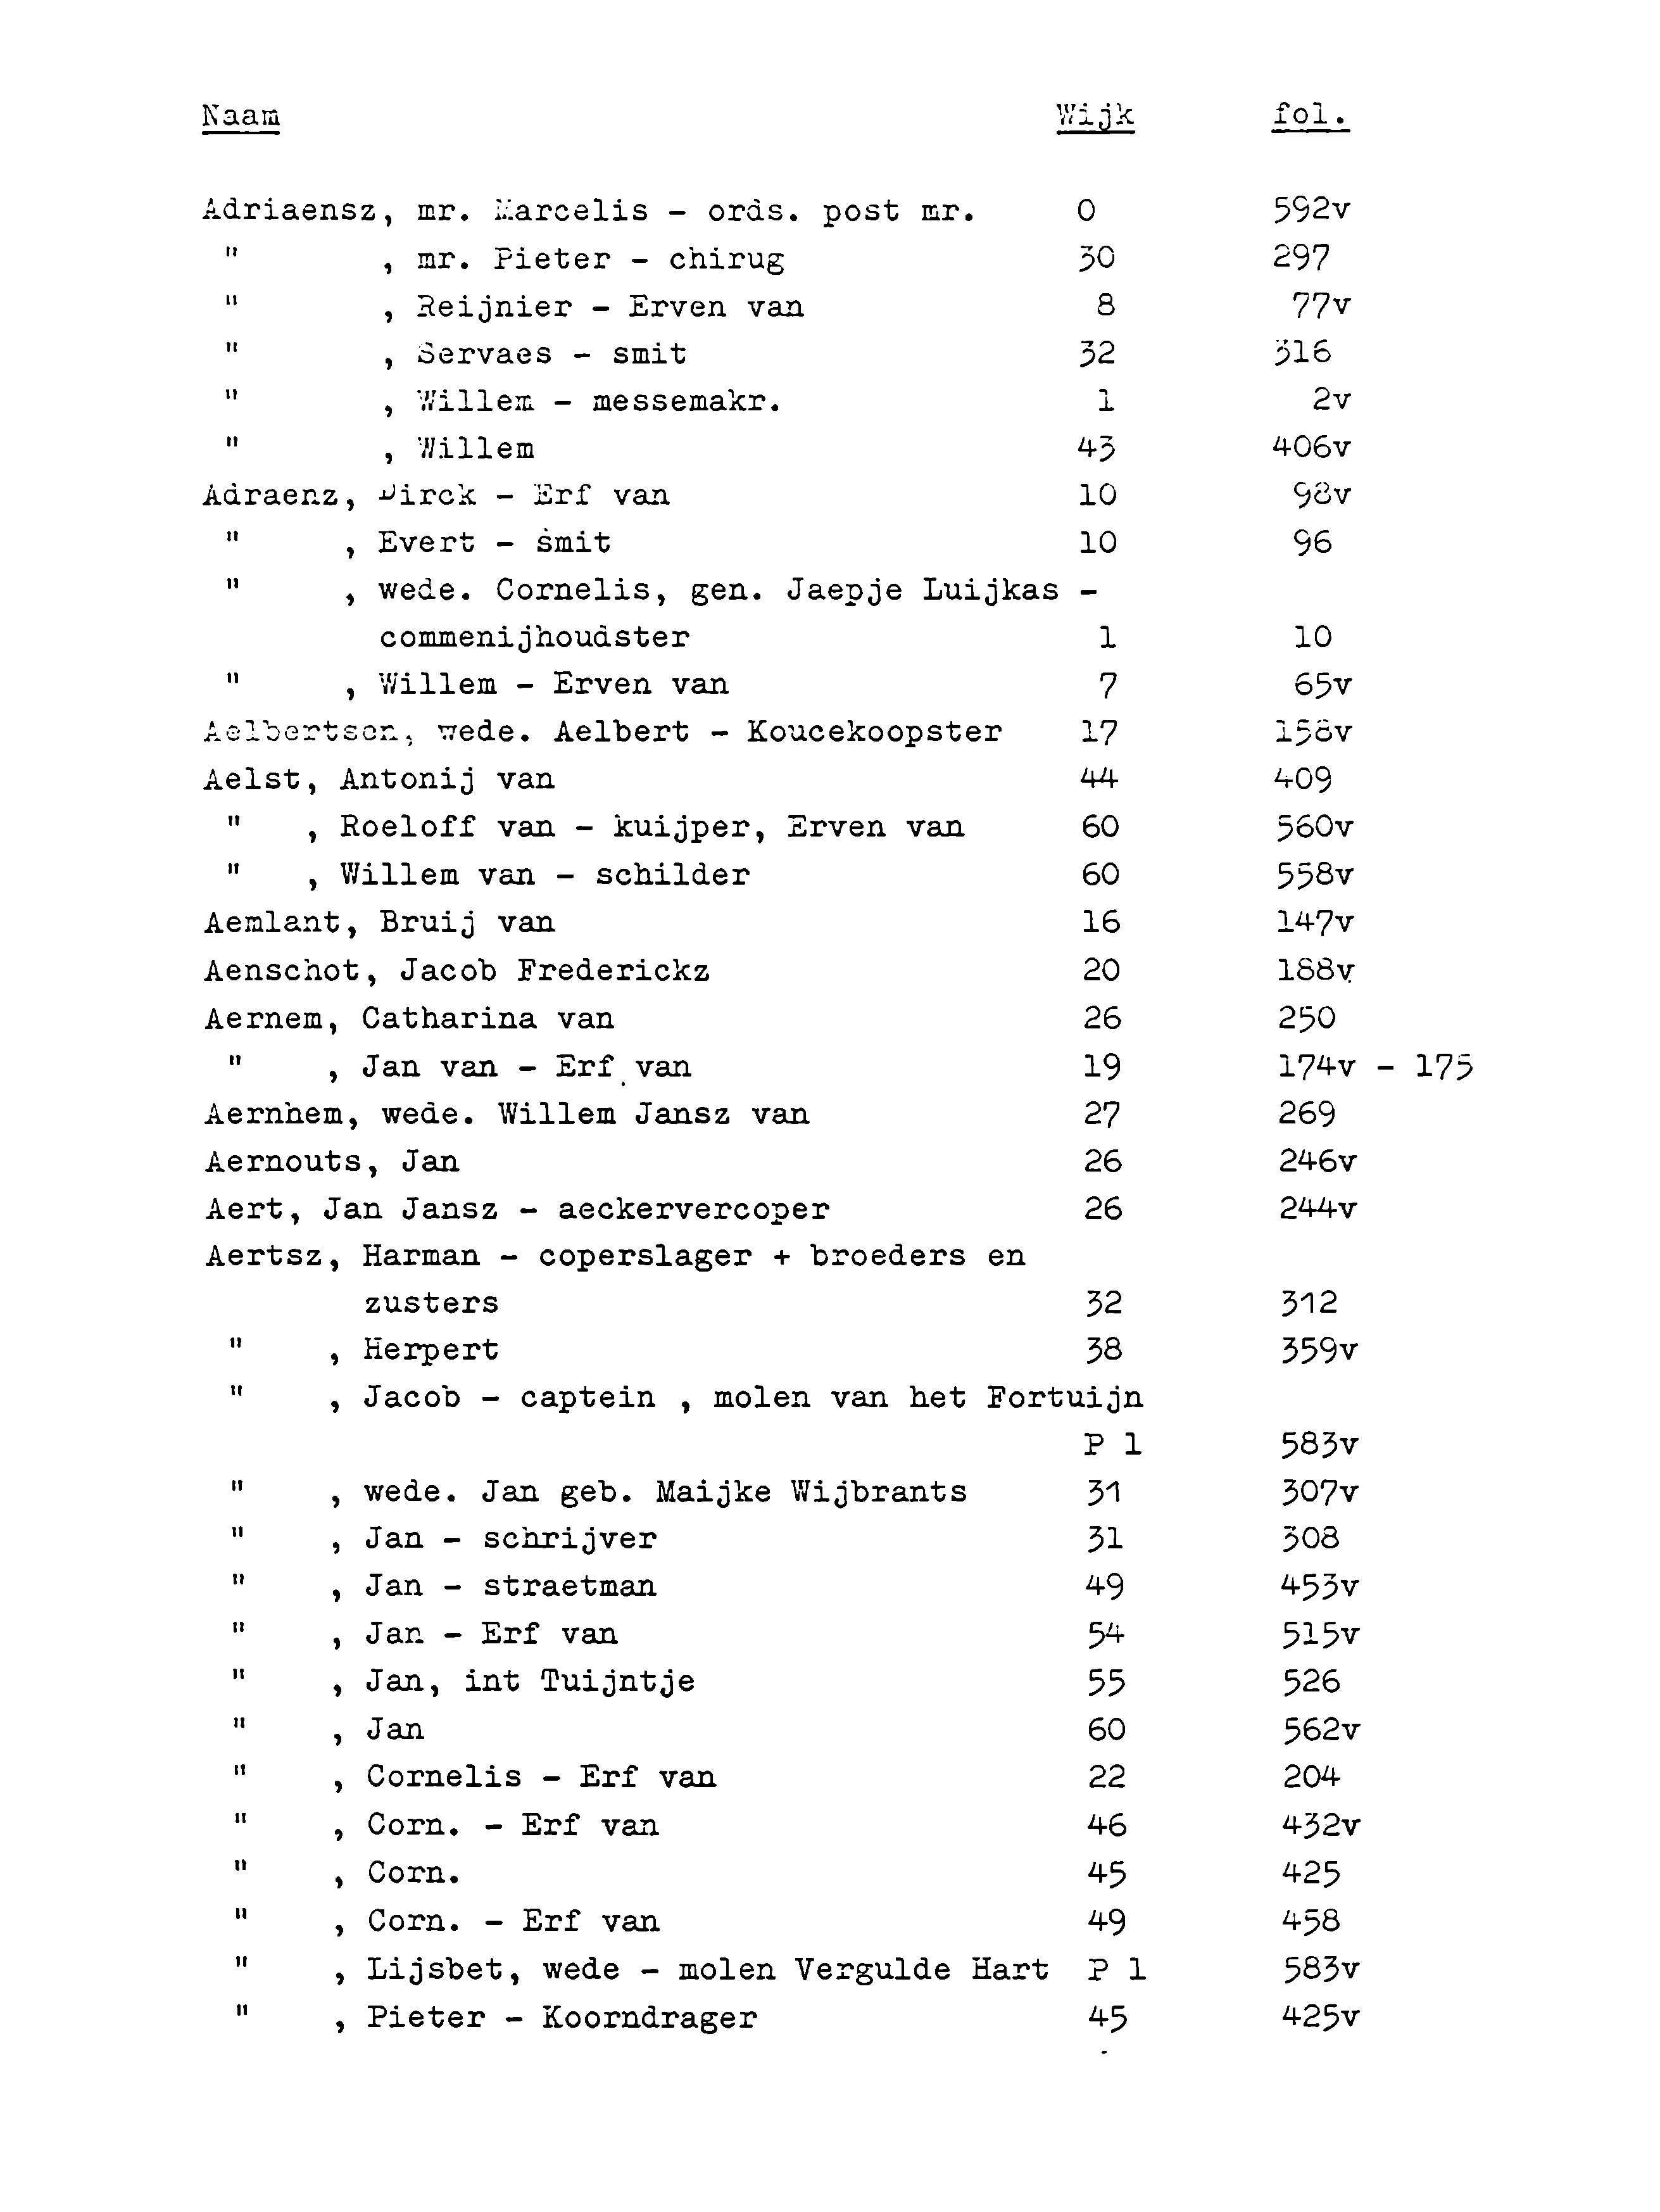 Naam Wijk fol.
Adriaensz, mr. Marcelis - ords. post mr. 0 592v
" , mr. Pieter - chirug 30 297
" , Reijnier - Erven van 8 77v
" , Servaes - smit 32 316
" , Willem - messemakr. 1 2v
" , Willem 43 406v
Adraenz, Dirck - Erf van 10 98v
" , Evert - smit 10 96
" , wede. Cornelis, gen. Jaepje Luijkas -
commenijhoudster 1 10
" , Willem - Erven van 7 65v
Aelbertsen, wede. Aelbert - Koucekoopster 17 158v
Aelst, Antonij van 44 409
" , Roeloff van - kuijper, Erven van 60 560v
" , Willem van - schilder 60 558v
Aemlant, Bruij van 16 147v
Aenschot, Jacob Frederickz 20 188v
Aernem, Catharina van 26 250
" , Jan van - Erf van 19 174v - 175
Aernhem, wede. Willem Jansz van 27 269
Aernouts, Jan 26 246v
Aert, Jan Jansz - aeckervercoper 26 244v
Aertsz, Harman - coperslager + broeders en
zusters 32 312
" , Herpert 38 359v
" , Jacob - captein , molen van het Fortuijn
P 1 583v
" , wede. Jan geb. Maijke Wijbrants 31 307v
" , Jan - schrijver 31 308
" , Jan - straetman 49 453v
" , Jan - Erf van 54 515v
" , Jan, int Tuijntje 55 526
" , Jan 60 562v
" , Cornelis - Erf van 22 204
" , Corn. - Erf van 46 432v
" , Corn. 45 425
" , Corn. - Erf van 49 458
" , Lijsbet, wede - molen Vergulde Hart P 1 583v
" , Pieter - Koorndrager 45 425v